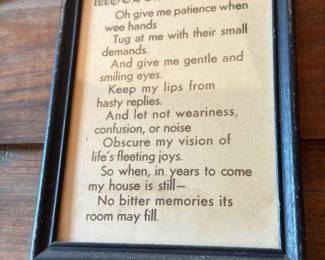 Oh give me patience when
wee hands
Tug at me with their small
demands.
And give me gentle and
smiling eyes.
Keep my lips from
hasty replies.
And let not weariness,
confusion, or noise
Obscure my vision of
life's fleeting joys.
So when, in years to come
my house is still—
No bitter memories its
room may fill.